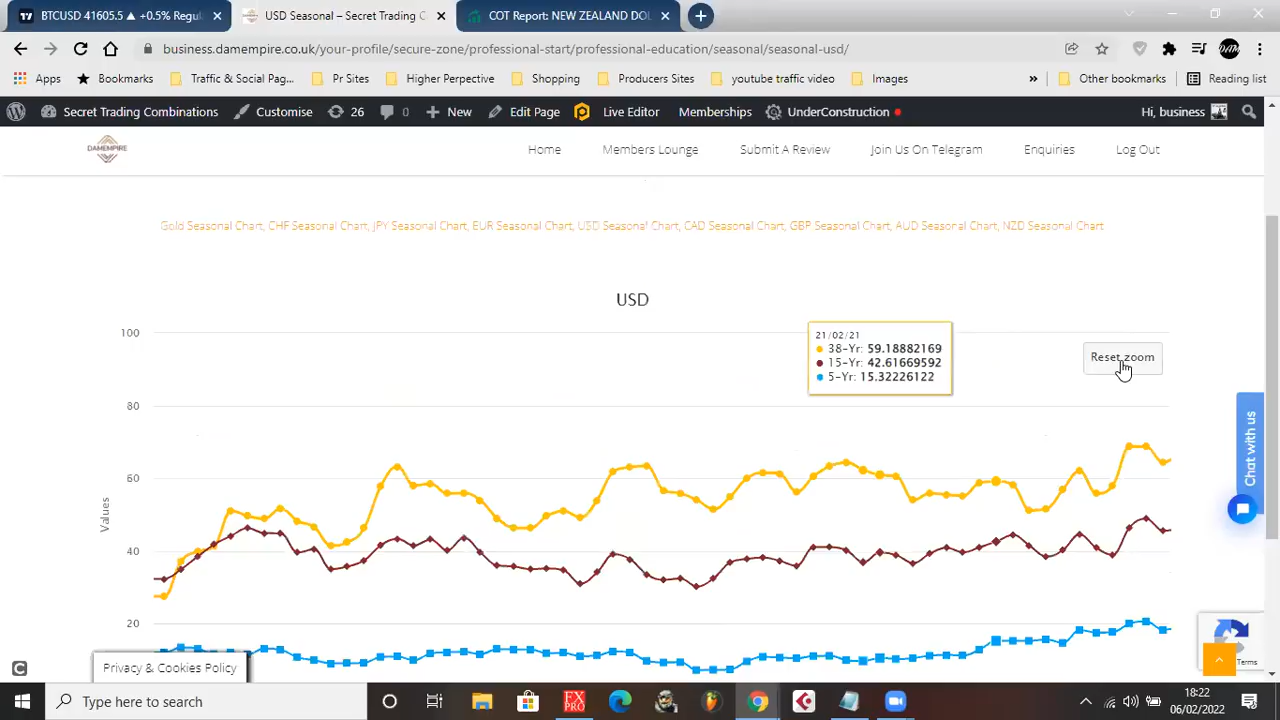 BTCUSD 41605.5 ▲ +0.5% Regul
USD Seasonal – Secret Trading C
COT Report: NEW ZEALAND DOL
business.damempire.co.uk/your-profile/secure-zone/professional-start/professional-education/seasonal/seasonal-usd/
DAM
Apps Bookmarks Traffic & Social Pag... Pr Sites Higher Perpective Shopping Producers Sites youtube traffic video Images » Other bookmarks Reading list
Secret Trading Combinations Customise 26 0 New Edit Page Live Editor Memberships UnderConstruction Hi, business
DAMEMPIRE
Home Members Lounge Submit A Review Join Us On Telegram Enquiries Log Out
Gold Seasonal Chart, CHF Seasonal Chart, JPY Seasonal Chart, EUR Seasonal Chart, USD Seasonal Chart, CAD Seasonal Chart, GBP Seasonal Chart, AUD Seasonal Chart, NZD Seasonal Chart
USD
100
21/02/21
38-Yr: 59.18882169
15-Yr: 42.61669592
5-Yr: 15.32226122
Reset zoom
80
60
40
20
Values
Chat with us
Privacy & Cookies Policy
Terms
Type here to search
FX
PRO
18:22
06/02/2022